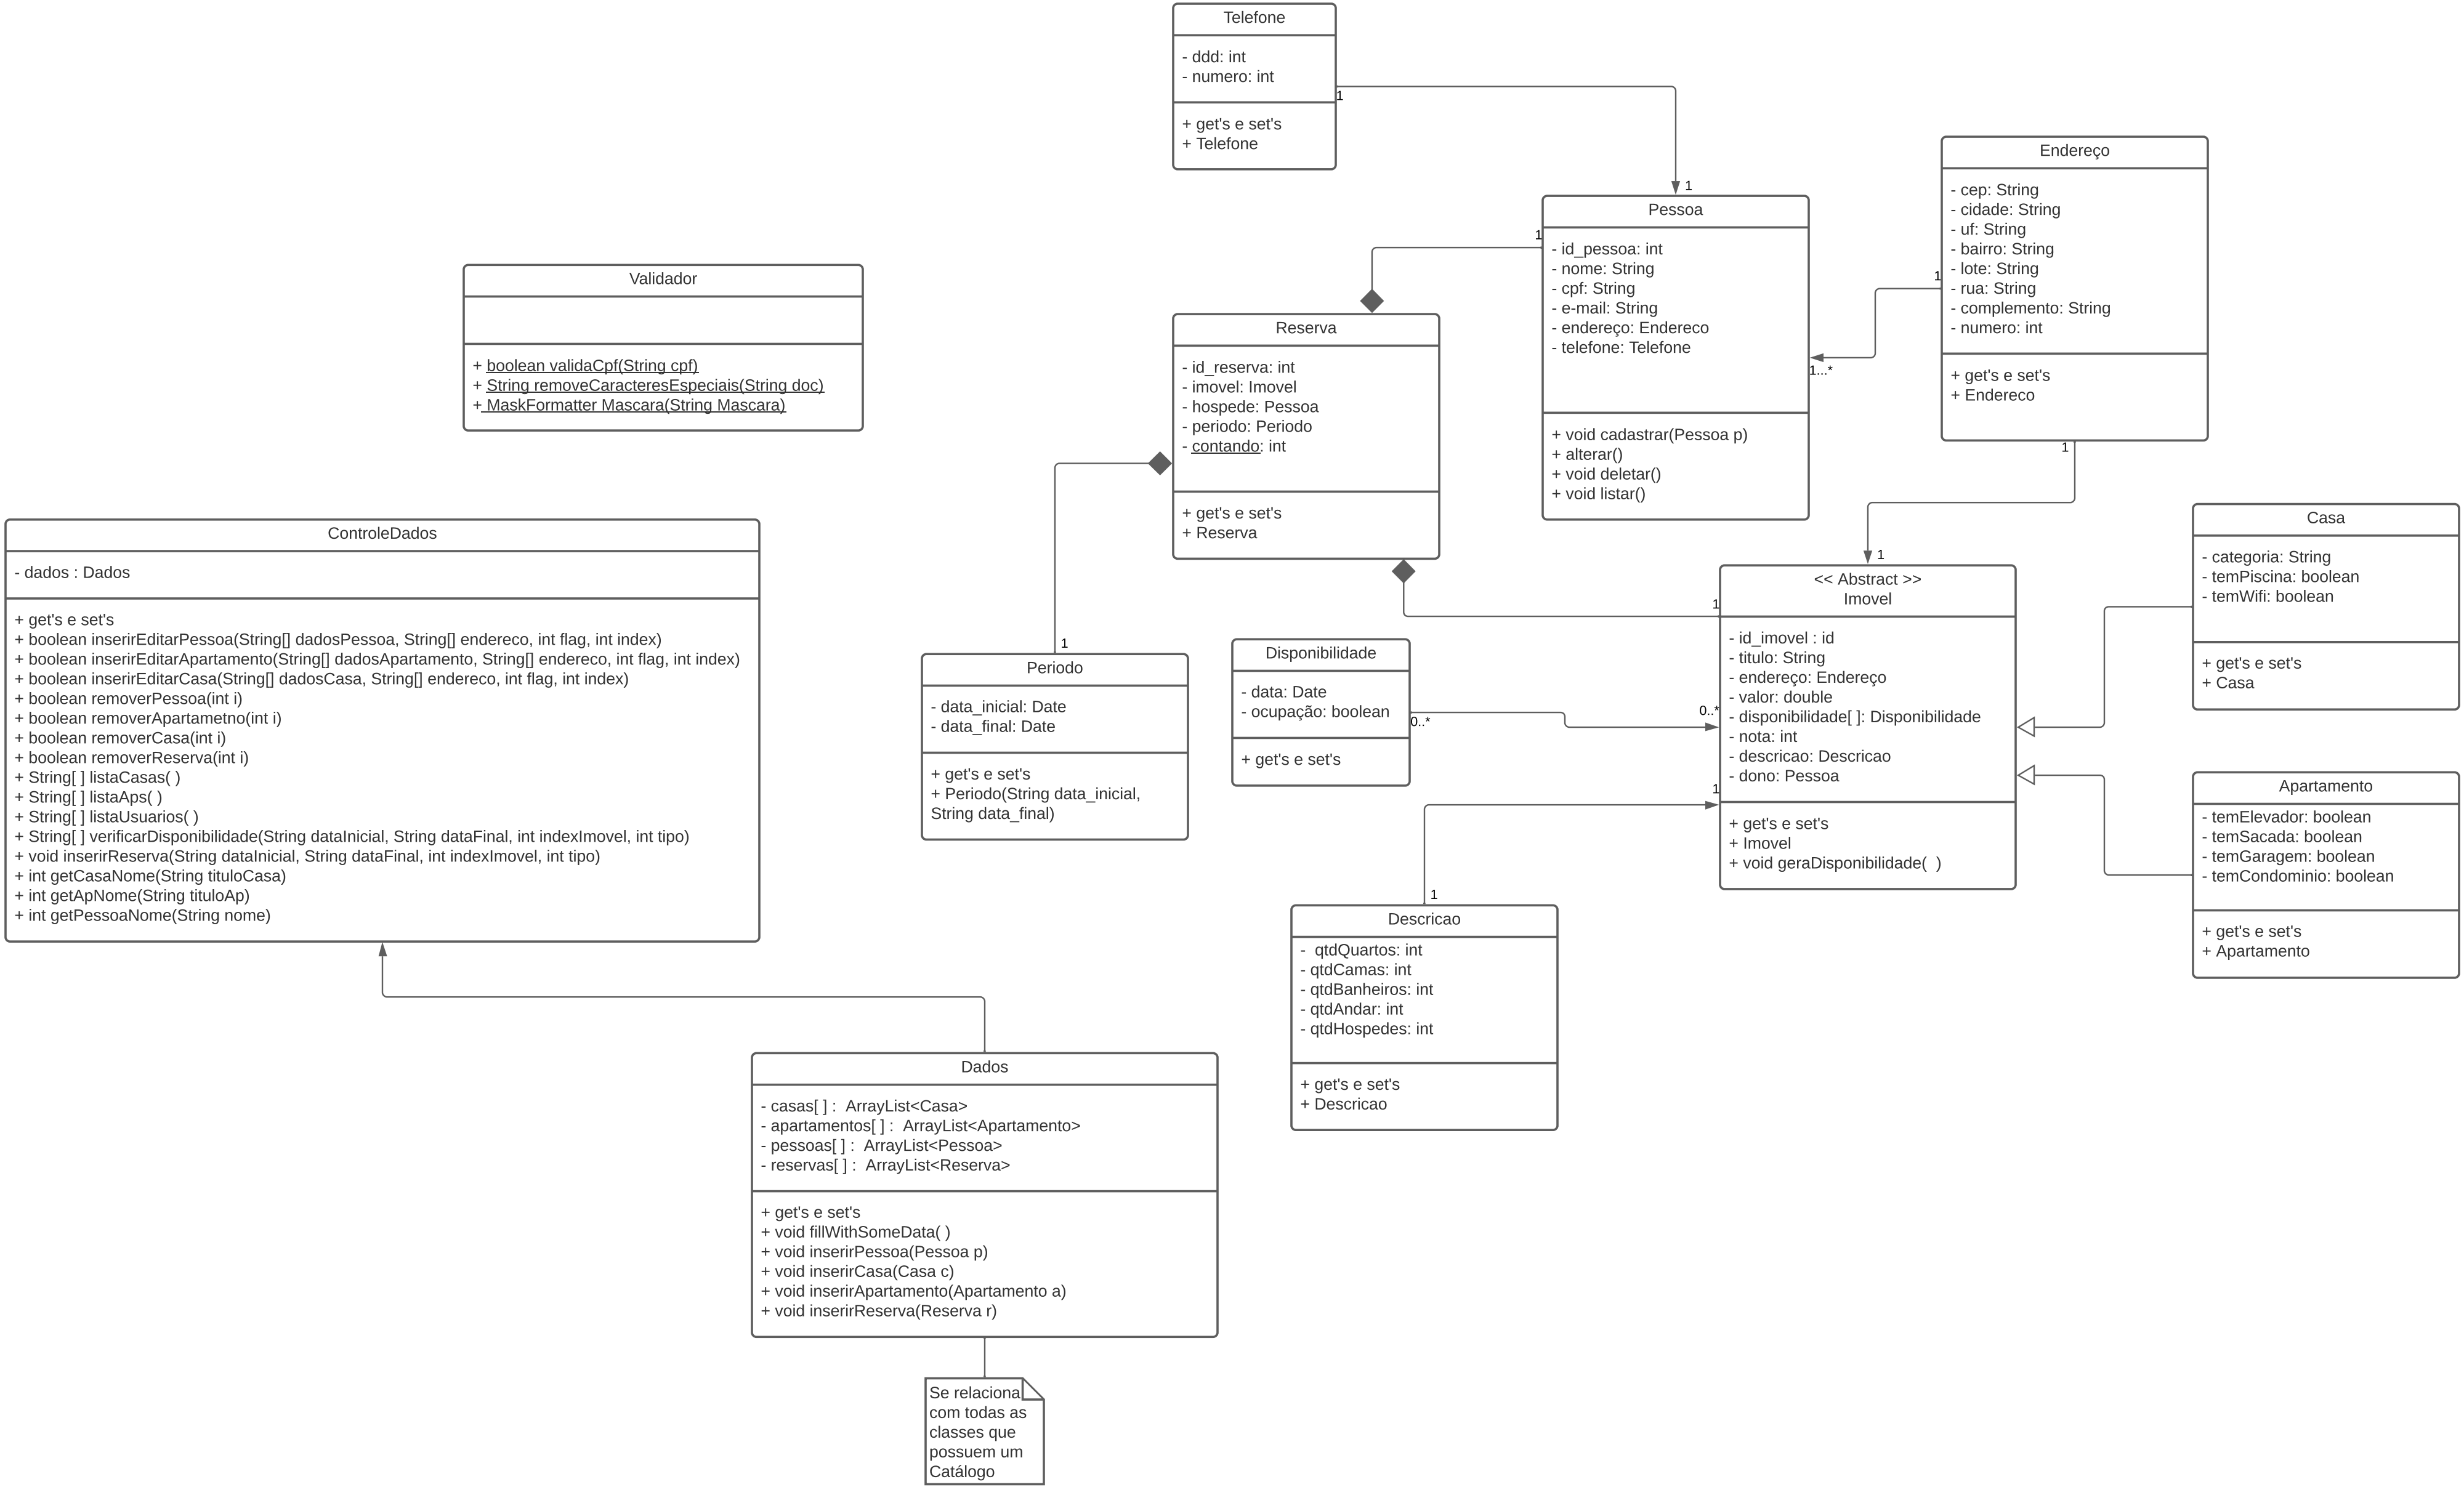 Telefone
- ddd: int
- numero: int
+ get's e set's
+ Telefone
1
1
Pessoa
- id_pessoa: int
- nome: String
- cpf: String
- e-mail: String
- endereço: Endereco
- telefone: Telefone
+ void cadastrar(Pessoa p)
+ alterar()
+ void deletar()
+ void listar()
1
1...*
Endereço
- cep: String
- cidade: String
- uf: String
- bairro: String
- lote: String
- rua: String
- complemento: String
- numero: int
+ get's e set's
+ Endereco
1
1
Validador
+ boolean validaCpf(String cpf)
+ String removeCaracteresEspeciais(String doc)
+ MaskFormatter Mascara(String Mascara)
Reserva
- id_reserva: int
- imovel: Imovel
- hospede: Pessoa
- periodo: Periodo
- contando: int
+ get's e set's
+ Reserva
ControleDados
- dados : Dados
+ get's e set's
+ boolean inserirEditarPessoa(String[] dadosPessoa, String[] endereco, int flag, int index)
+ boolean inserirEditarApartamento(String[] dadosApartamento, String[] endereco, int flag, int index)
+ boolean inserirEditarCasa(String[] dadosCasa, String[] endereco, int flag, int index)
+ boolean removerPessoa(int i)
+ boolean removerApartametno(int i)
+ boolean removerCasa(int i)
+ boolean removerReserva(int i)
+ String[ ] listaCasas( )
+ String[ ] listaAps( )
+ String[ ] listaUsuarios( )
+ String[ ] verificarDisponibilidade(String dataInicial, String dataFinal, int indexImovel, int tipo)
+ void inserirReserva(String dataInicial, String dataFinal, int indexImovel, int tipo)
+ int getCasaNome(String tituloCasa)
+ int getApNome(String tituloAp)
+ int getPessoaNome(String nome)
1
Periodo
- data_inicial: Date
- data_final: Date
+ get's e set's
+ Periodo(String data_inicial,
String data_final)
Disponibilidade
- data: Date
- ocupação: boolean
+ get's e set's
0..*
0..*
1
1
1
<< Abstract >>
Imovel
- id_imovel : id
- titulo: String
- endereço: Endereço
- valor: double
- disponibilidade[ ]: Disponibilidade
- nota: int
- descricao: Descricao
- dono: Pessoa
+ get's e set's
+ Imovel
+ void geraDisponibilidade(  )
Casa
- categoria: String
- temPiscina: boolean
- temWifi: boolean
+ get's e set's
+ Casa
Apartamento
- temElevador: boolean
- temSacada: boolean
- temGaragem: boolean
- temCondominio: boolean
+ get's e set's
+ Apartamento
1
Descricao
-  qtdQuartos: int
- qtdCamas: int
- qtdBanheiros: int
- qtdAndar: int
- qtdHospedes: int
+ get's e set's
+ Descricao
Dados
- casas[ ] :  ArrayList<Casa>
- apartamentos[ ] :  ArrayList<Apartamento>
- pessoas[ ] :  ArrayList<Pessoa>
- reservas[ ] :  ArrayList<Reserva>
+ get's e set's
+ void fillWithSomeData( )
+ void inserirPessoa(Pessoa p)
+ void inserirCasa(Casa c)
+ void inserirApartamento(Apartamento a)
+ void inserirReserva(Reserva r)
Se relaciona
com todas as
classes que
possuem um
Catálogo